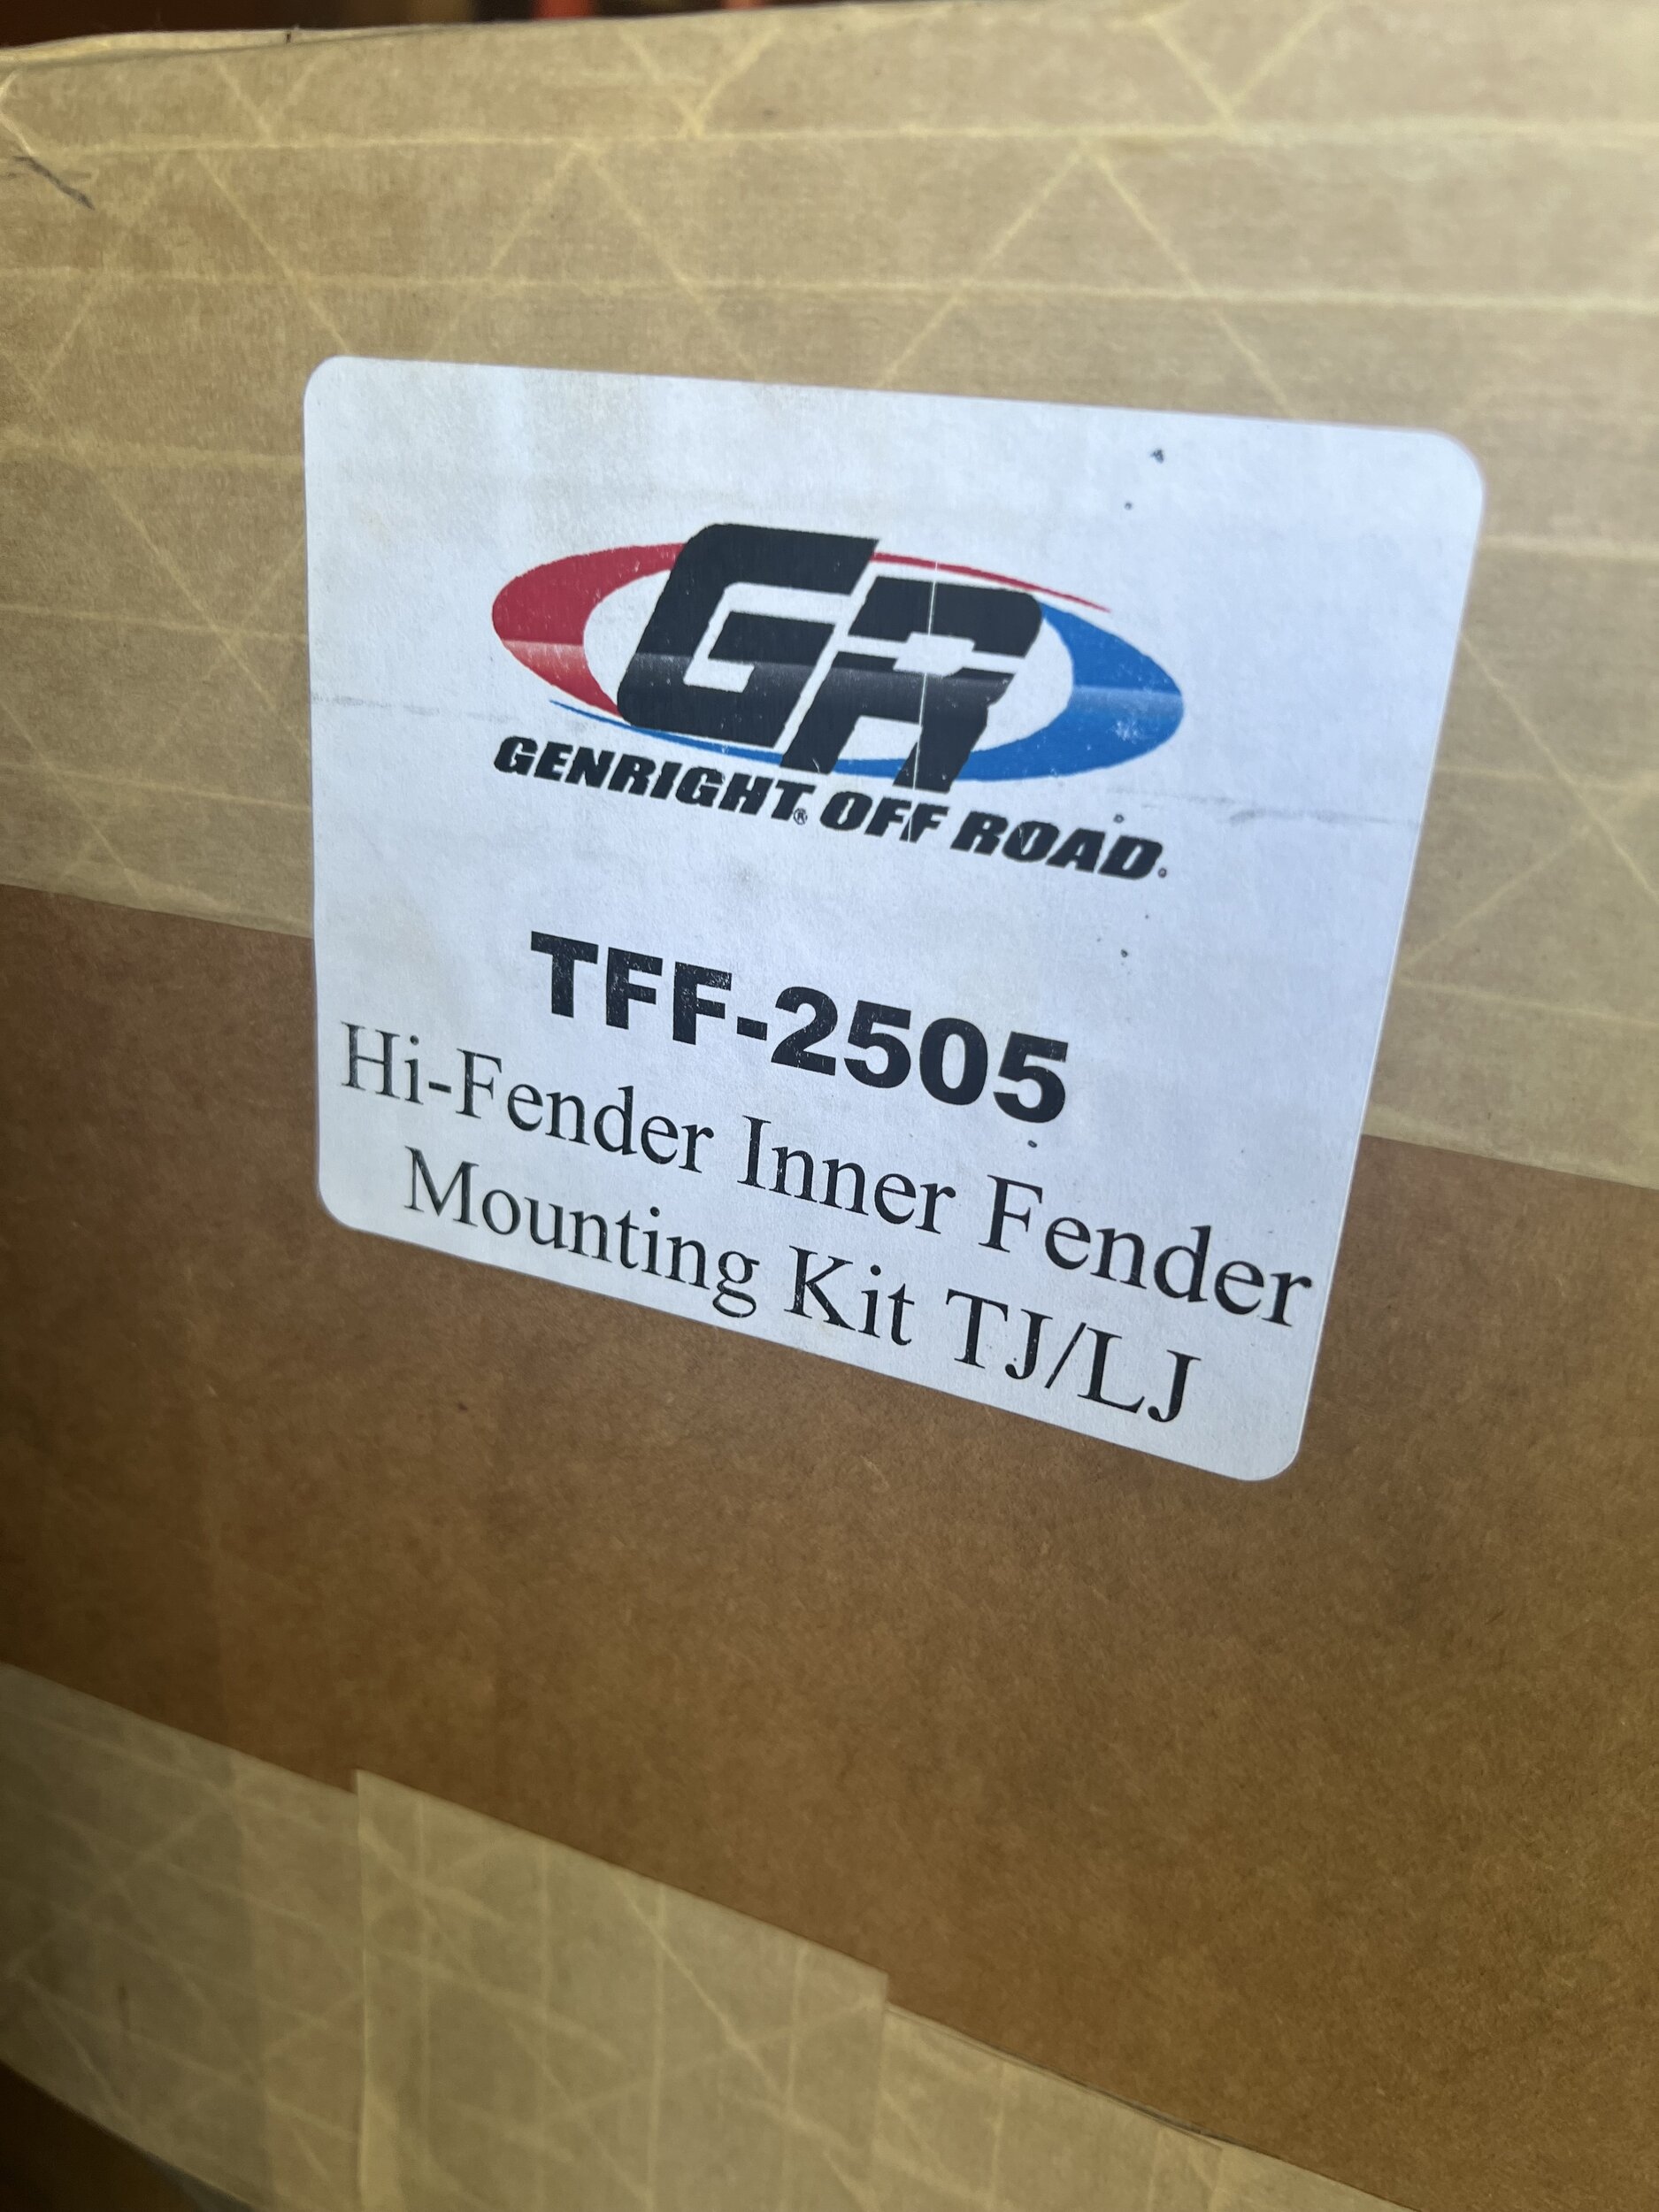 GR
GENRIGHT® OFF ROAD®
TFF-2505
Hi-Fender Inner Fender
Mounting Kit TJ/LJ